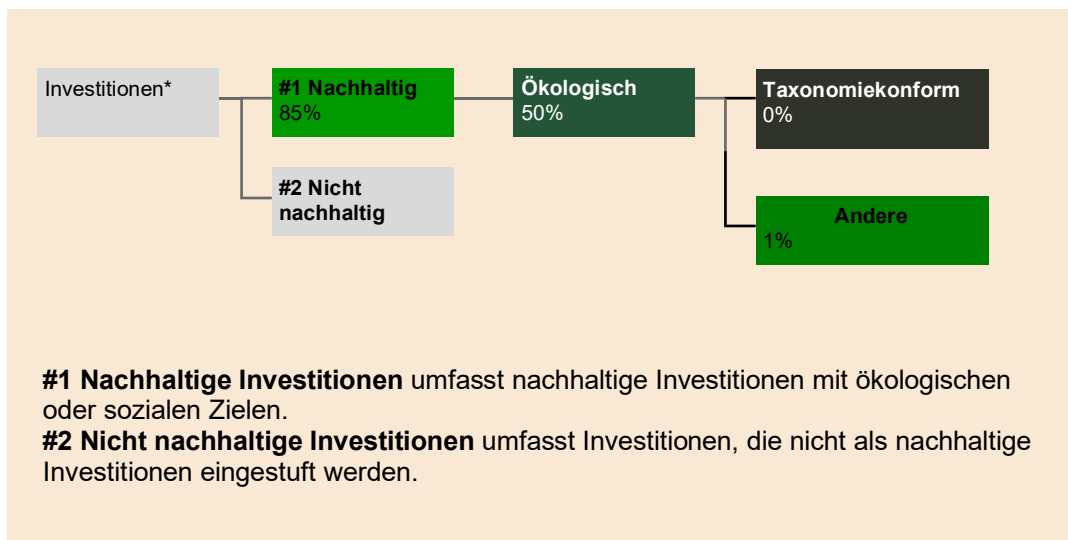 Investitionen*
#1 Nachhaltig
85%
Ökologisch
50%
Taxonomiekonform
0%
#2 Nicht
nachhaltig
Andere
1%
#1 Nachhaltige Investitionen umfasst nachhaltige Investitionen mit ökologischen
oder sozialen Zielen.
#2 Nicht nachhaltige Investitionen umfasst Investitionen, die nicht als nachhaltige
Investitionen eingestuft werden.